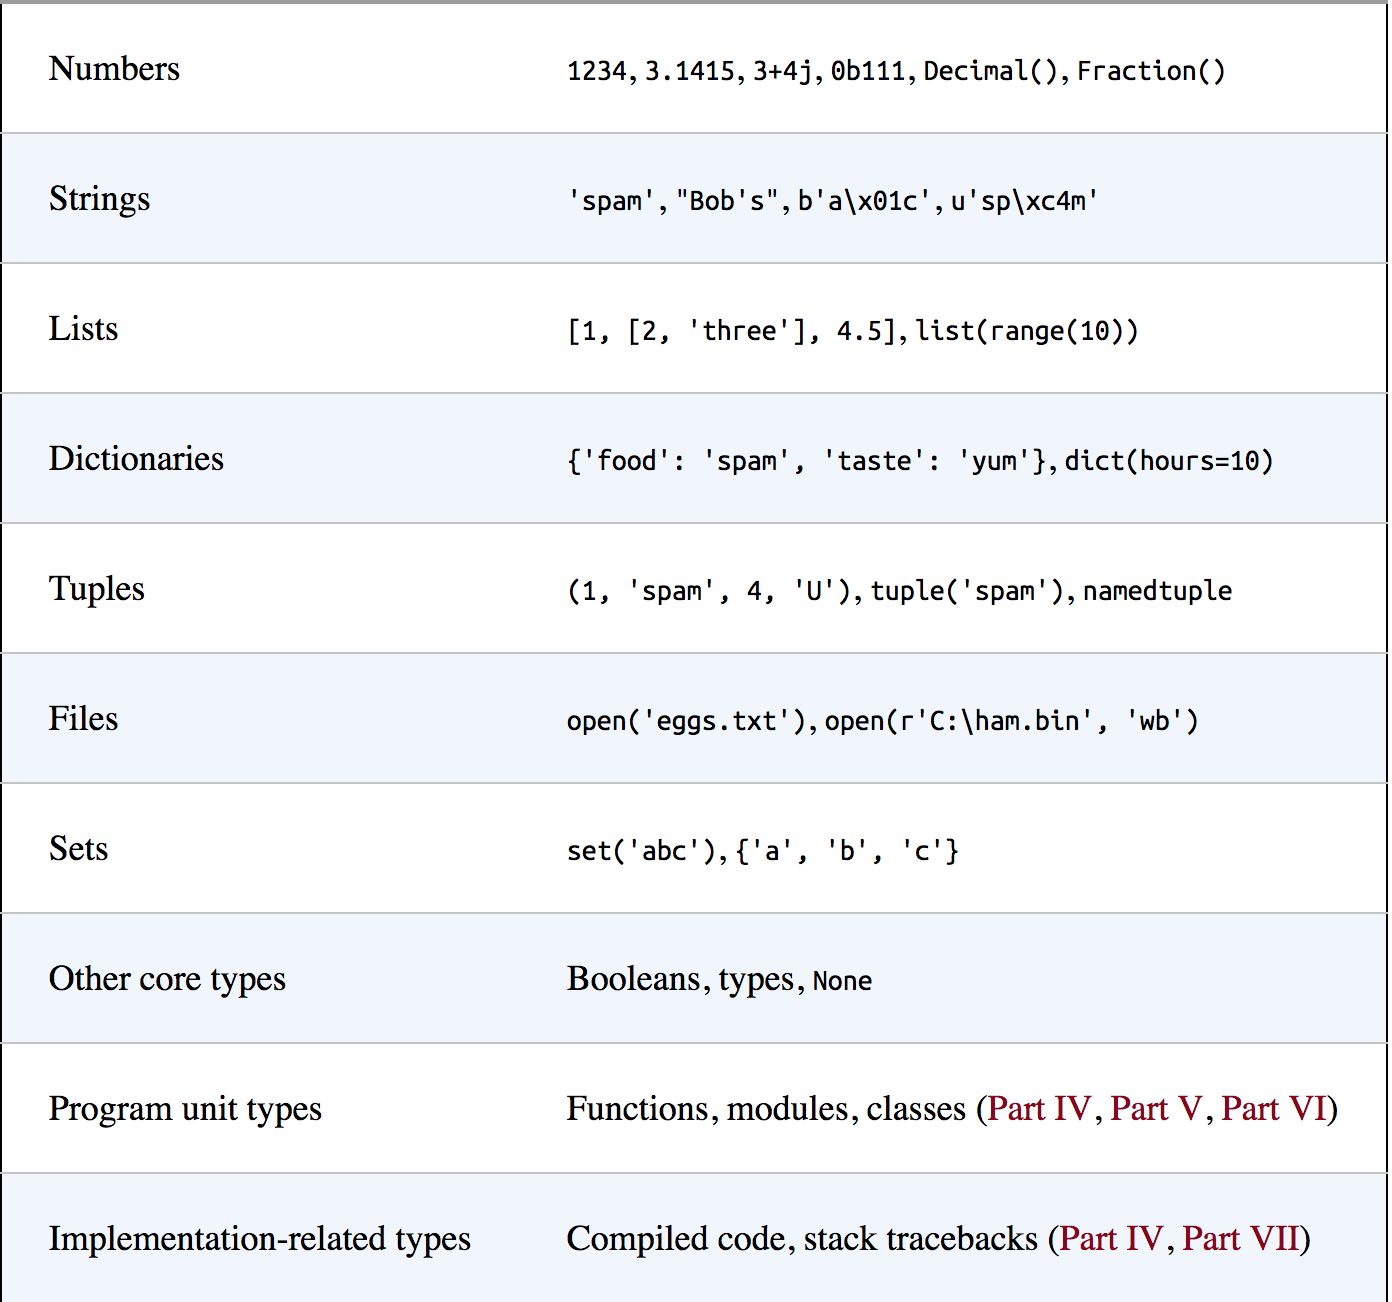 Numbers 1234, 3.1415, 3+4j, 0b111, Decimal(), Fraction()
Strings 'spam', "Bob's", b'a\x01c', u'sp\xc4m'
Lists [1, [2, 'three'], 4.5], list(range(10))
Dictionaries {'food': 'spam', 'taste': 'yum'}, dict(hours=10)
Tuples (1, 'spam', 4, 'U'), tuple('spam'), namedtuple
Files open('eggs.txt'), open(r'C:\ham.bin', 'wb')
Sets set('abc'), {'a', 'b', 'c'}
Other core types Booleans, types, None
Program unit types Functions, modules, classes (Part IV, Part V, Part VI)
Implementation-related types Compiled code, stack tracebacks (Part IV, Part VII)